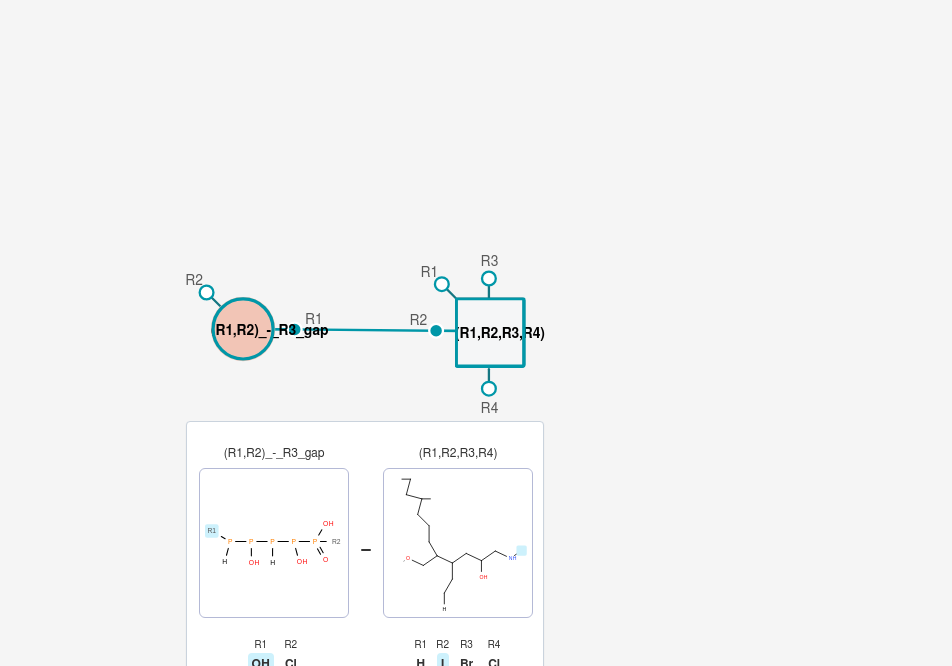 R3
R1
R2
R1
R2
(R1,R2)_-_R3_gap
(R1,R2,R3,R4)
R4
(R1,R2)_-_R3_gap
(R1,R2,R3,R4)
R1
P P P P P
R2
OH
H OH H OH O
O
NH
OH
H
R1 R2
OH Cl
R1 R2 R3 R4
H I Br Cl